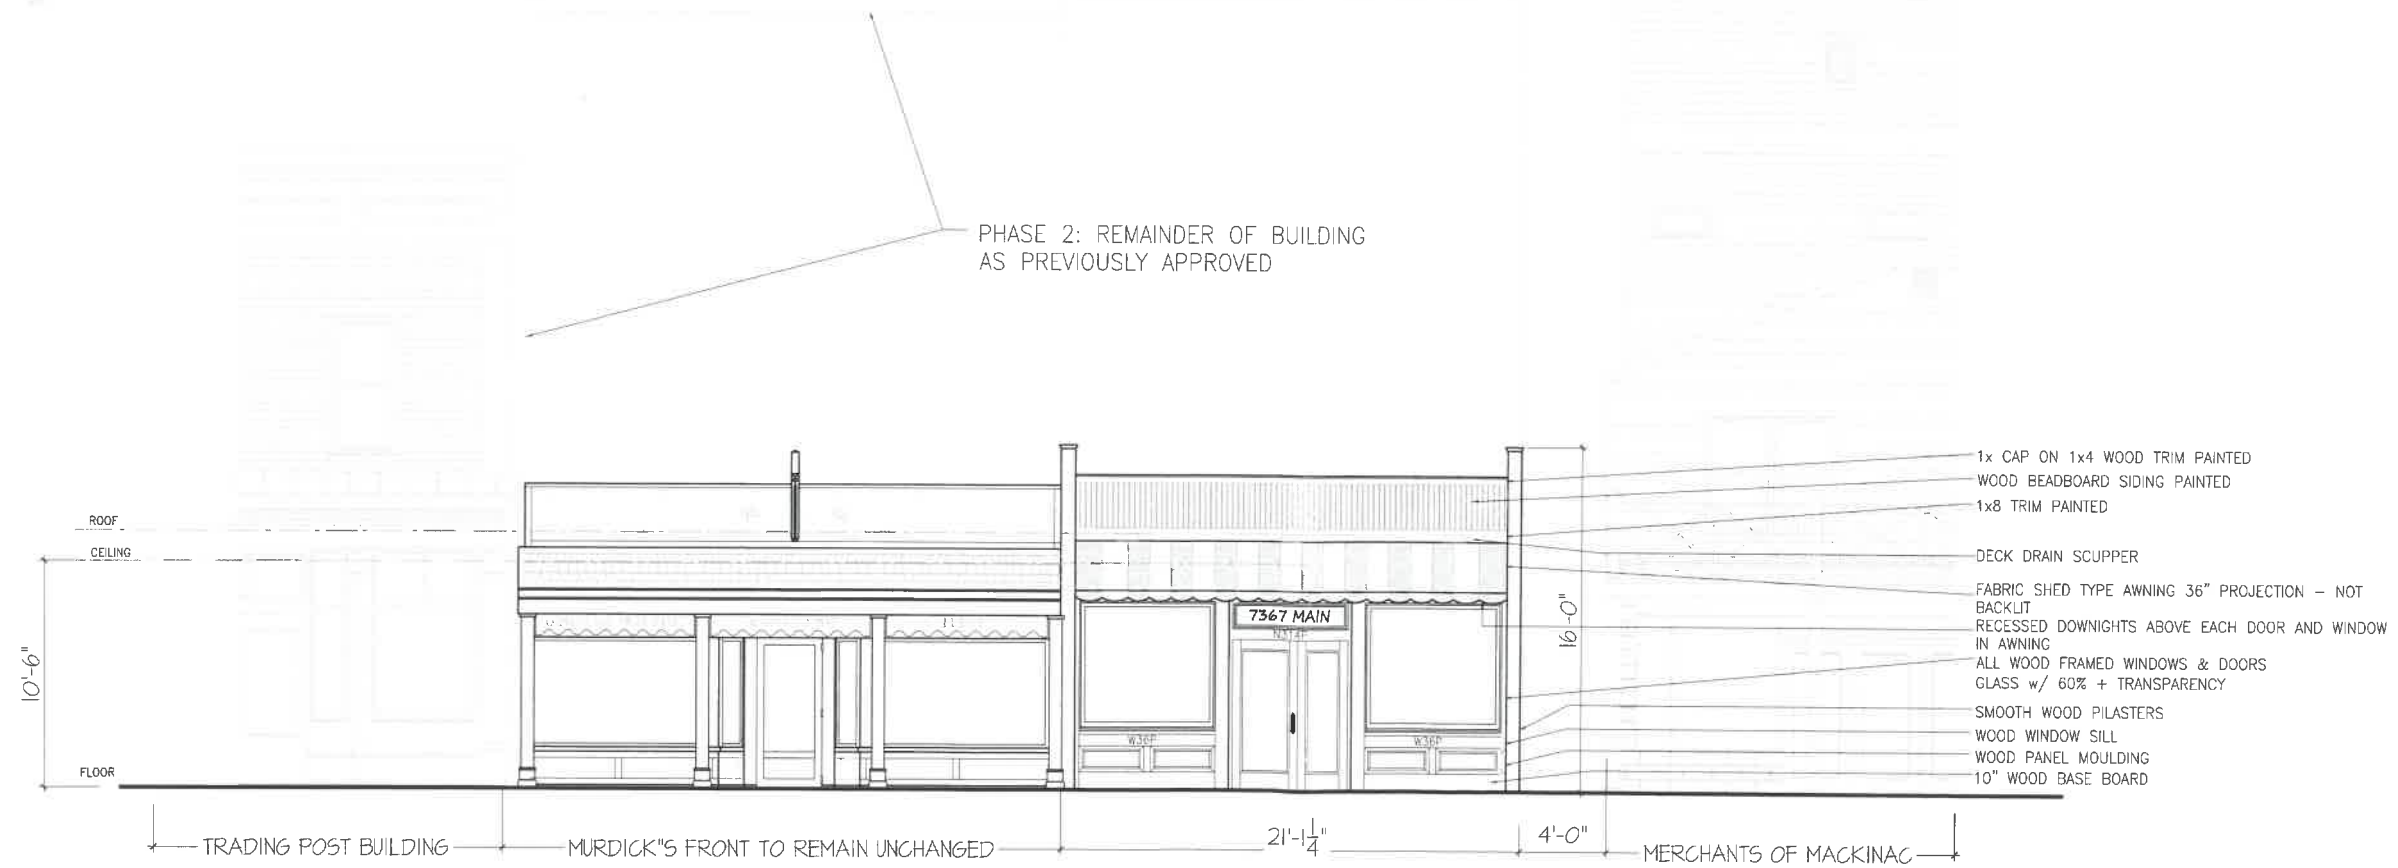 PHASE 2: REMAINDER OF BUILDING
AS PREVIOUSLY APPROVED
ROOF
CEILING
10'-6"
FLOOR
7367 MAIN
W36P
W36P
16'-0"
1x CAP ON 1x4 WOOD TRIM PAINTED
WOOD BEADBOARD SIDING PAINTED
1x8 TRIM PAINTED
DECK DRAIN SCUPPER
FABRIC SHED TYPE AWNING 36" PROJECTION - NOT
BACKLIT
RECESSED DOWNIGHTS ABOVE EACH DOOR AND WINDOW
IN AWNING
ALL WOOD FRAMED WINDOWS & DOORS
GLASS w/ 60% + TRANSPARENCY
SMOOTH WOOD PILASTERS
WOOD WINDOW SILL
WOOD PANEL MOULDING
10" WOOD BASE BOARD
TRADING POST BUILDING
MURDICK"S FRONT TO REMAIN UNCHANGED
21'-1 1/4"
4'-0"
MERCHANTS OF MACKINAC